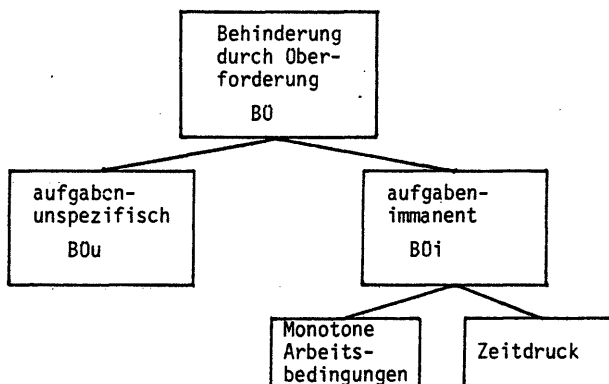 Behinderung
durch Ober-
forderung
BO
aufgabcn-
unspezifisch
BOu
aufgaben-
immanent
BOi
Monotone
Arbeits-
bedingungen
Zeitdruck